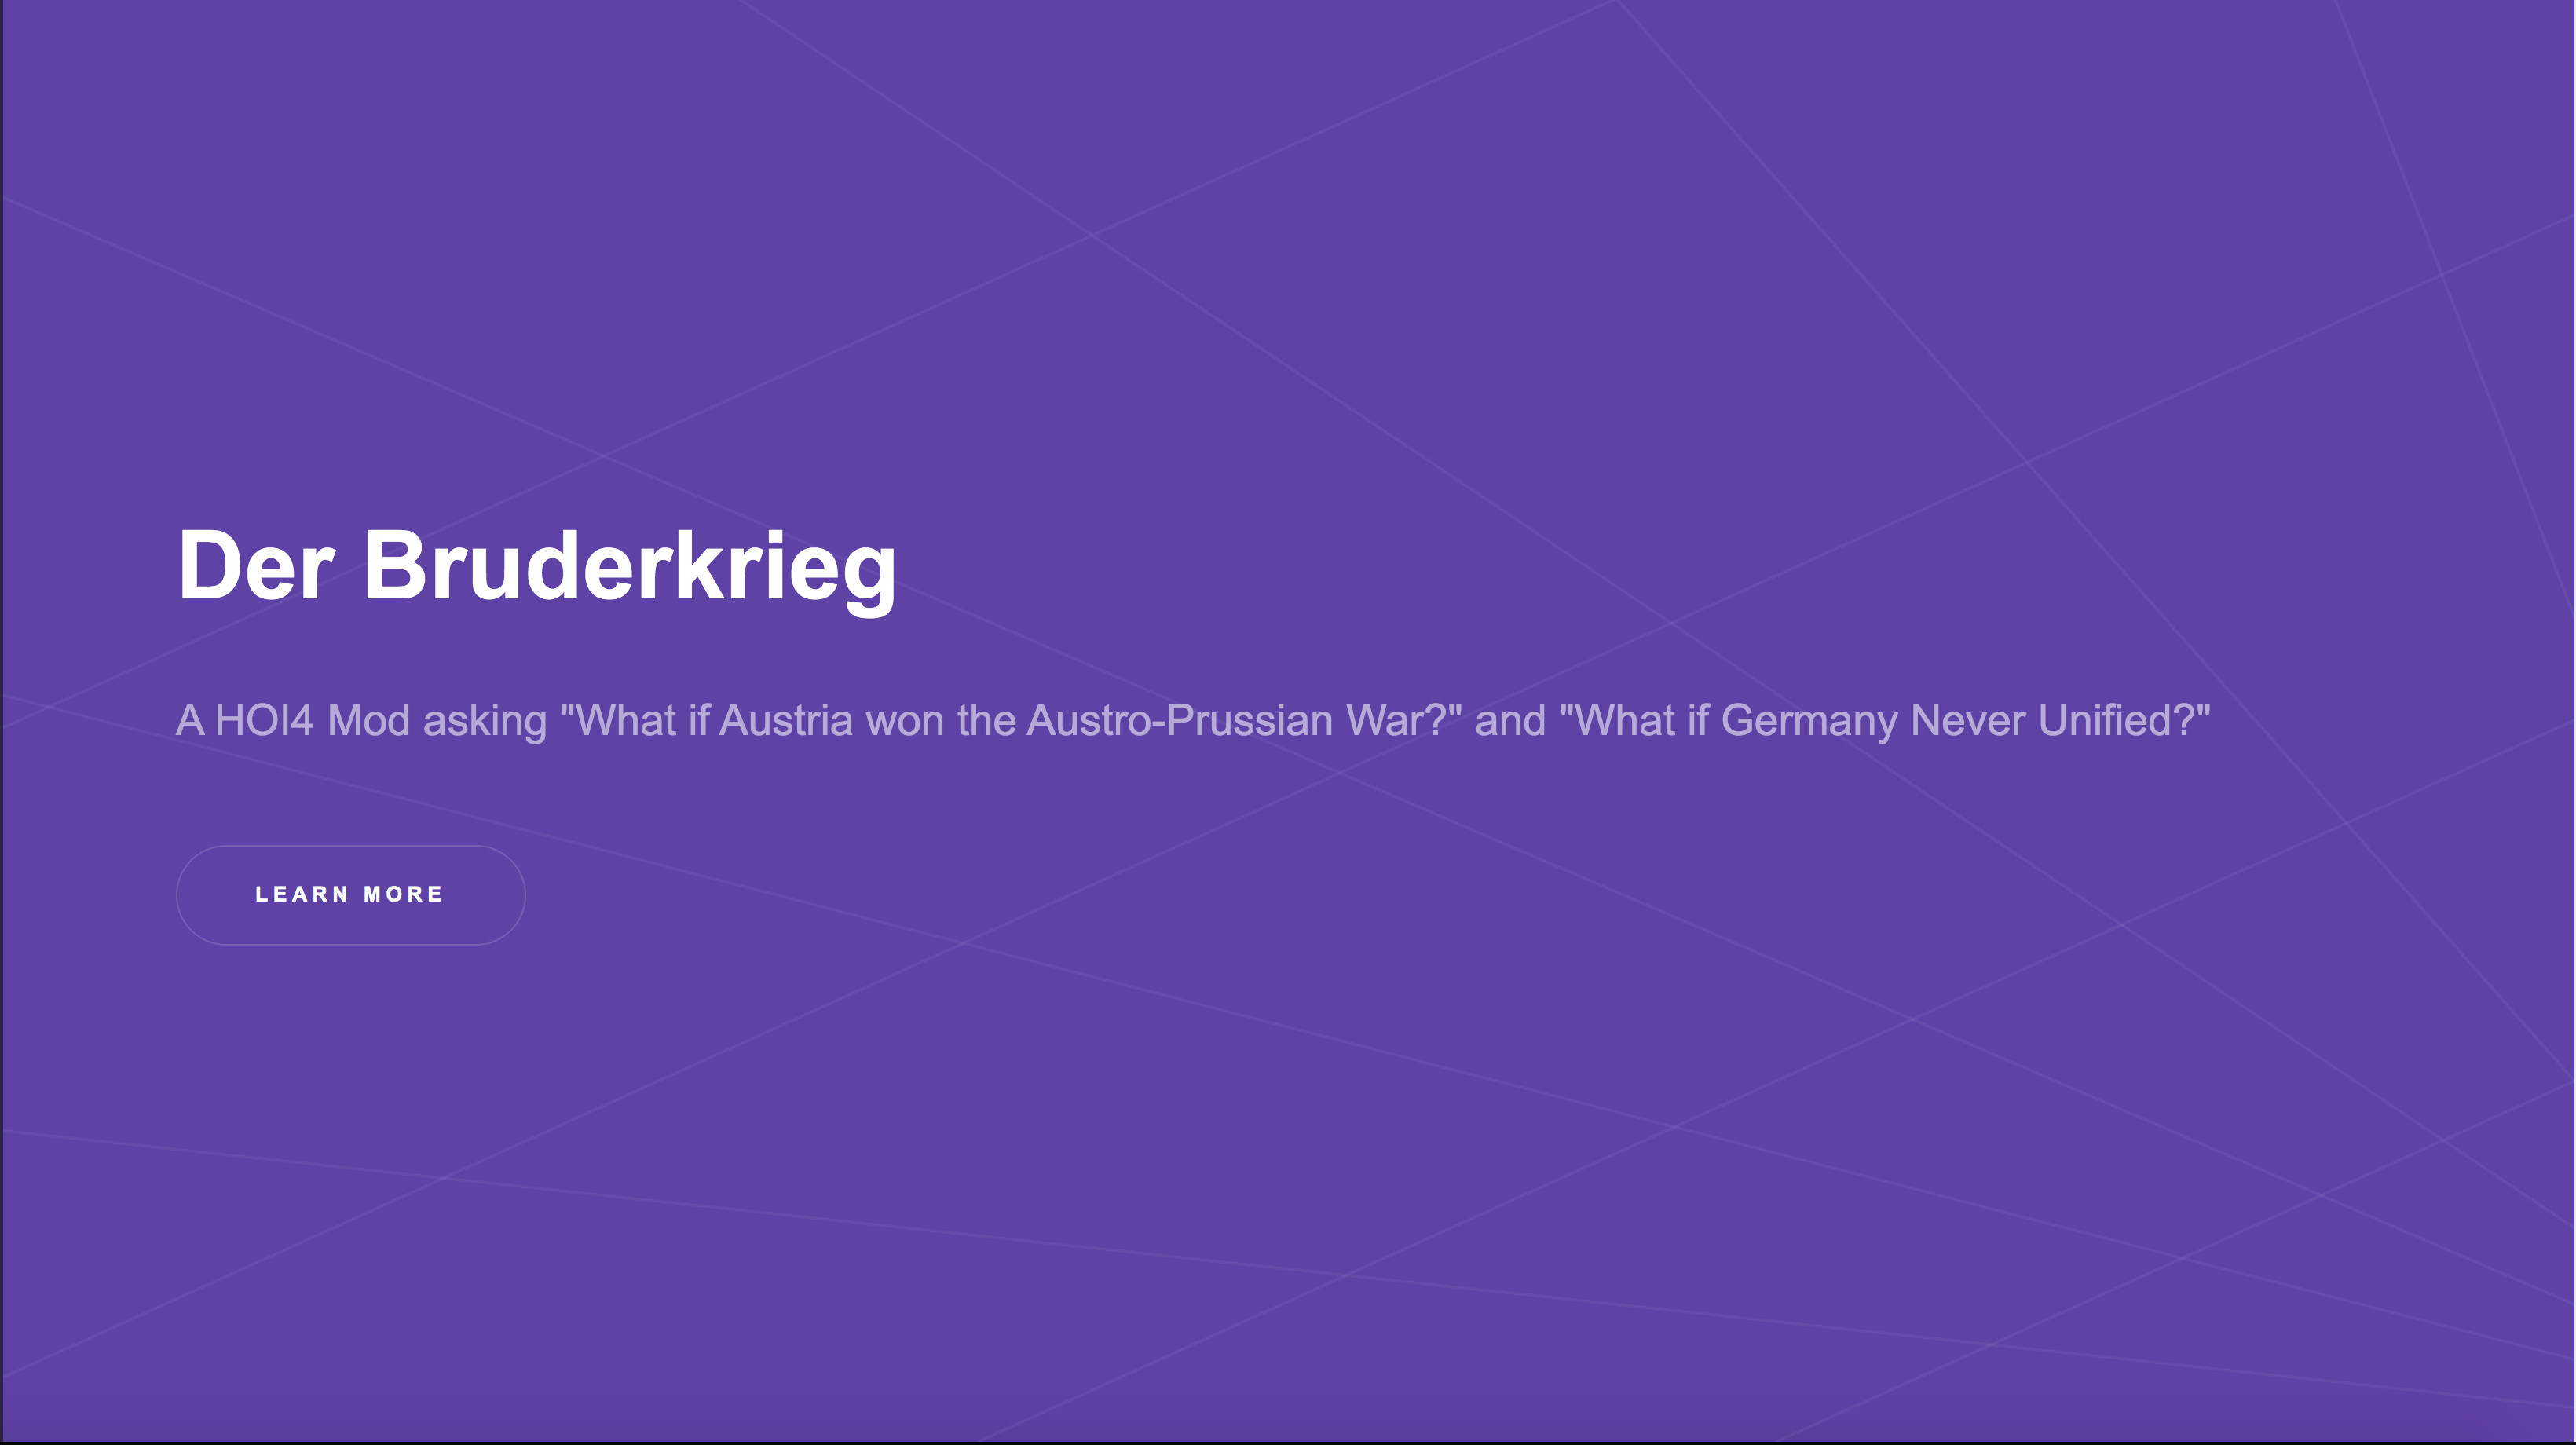 Der Bruderkrieg
A HOI4 Mod asking "What if Austria won the Austro-Prussian War?" and "What if Germany Never Unified?"
LEARN MORE